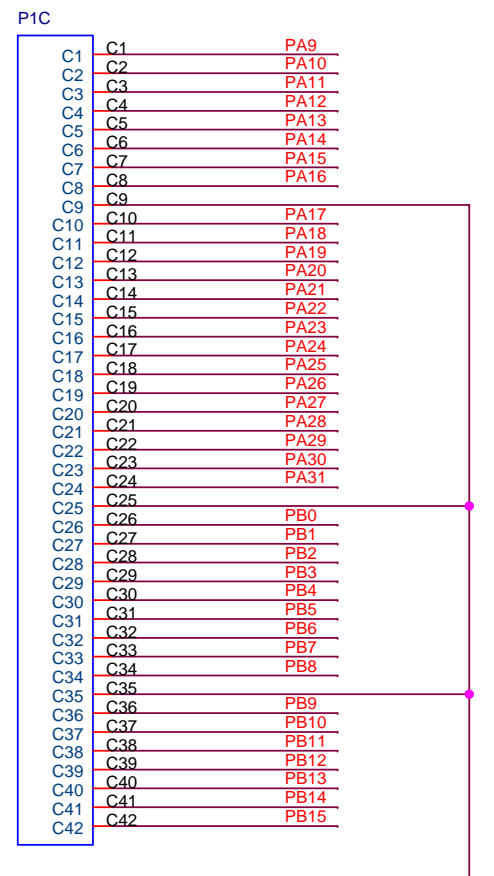 P1C
C1 C1 PA9
C2 C2 PA10
C3 C3 PA11
C4 C4 PA12
C5 C5 PA13
C6 C6 PA14
C7 C7 PA15
C8 C8 PA16
C9 C9
C10 C10 PA17
C11 C11 PA18
C12 C12 PA19
C13 C13 PA20
C14 C14 PA21
C15 C15 PA22
C16 C16 PA23
C17 C17 PA24
C18 C18 PA25
C19 C19 PA26
C20 C20 PA27
C21 C21 PA28
C22 C22 PA29
C23 C23 PA30
C24 C24 PA31
C25 C25
C26 C26 PB0
C27 C27 PB1
C28 C28 PB2
C29 C29 PB3
C30 C30 PB4
C31 C31 PB5
C32 C32 PB6
C33 C33 PB7
C34 C34 PB8
C35 C35
C36 C36 PB9
C37 C37 PB10
C38 C38 PB11
C39 C39 PB12
C40 C40 PB13
C41 C41 PB14
C42 C42 PB15